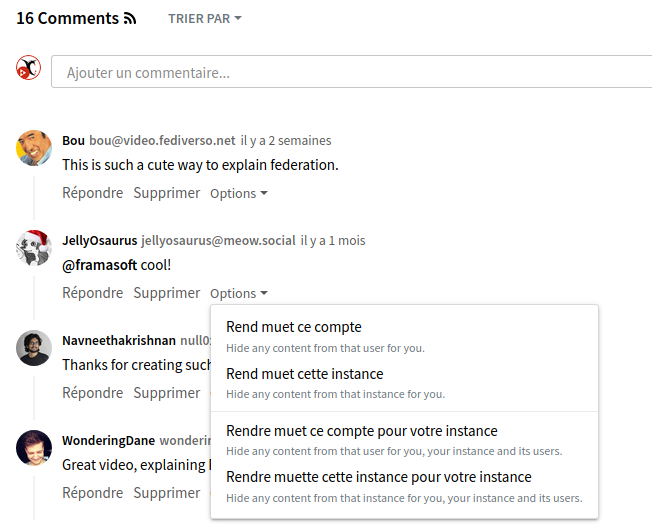 16 Comments TRIER PAR
Ajouter un commentaire...
Bou bou@video.fediverso.net il y a 2 semaines
This is such a cute way to explain federation.
Répondre Supprimer Options
JellyOsaurus jellyosaurus@meow.social il y a 1 mois
@framasoft cool!
Répondre Supprimer Options
Rend muet ce compte
Hide any content from that user for you.
Rend muet cette instance
Hide any content from that instance for you.
Rendre muet ce compte pour votre instance
Hide any content from that user for you, your instance and its users.
Rendre muette cette instance pour votre instance
Hide any content from that instance for you, your instance and its users.
Navneethakrishnan
Thanks for creating such
Répondre Supprimer
WonderingDane
Great video, explaining
Répondre Supprimer